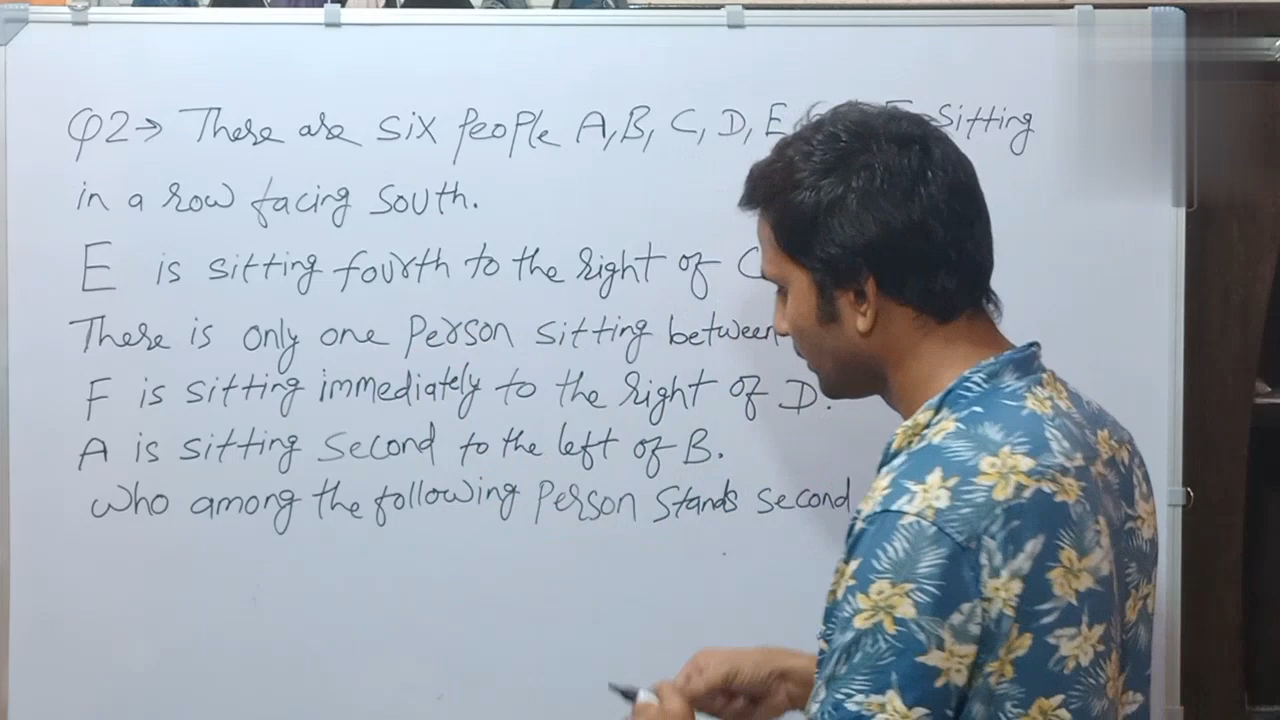 Q2→ There are six people A, B, C, D, E Sitting
in a row facing South.
E is sitting fourth to the right of C
There is only one Person sitting between
F is sitting immediately to the right of D.
A is sitting Second to the left of B.
Who among the following Person Stands Second